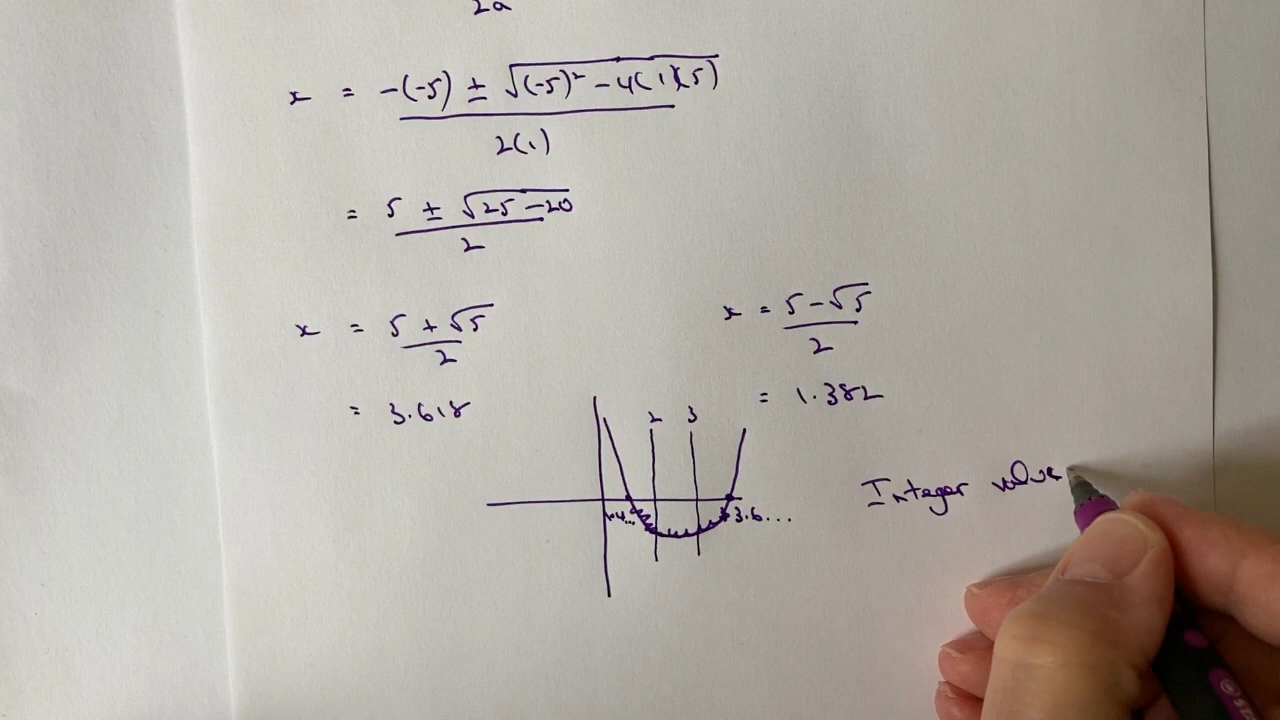 2a
x = -(-5) ± √(-5)² - 4(1)(5)
2(1)
= 5 ± √25-20
2
x = 5 + √5
2
= 3.618
x = 5-√5
2
= 1.382
2 3
3.6...
Integer value